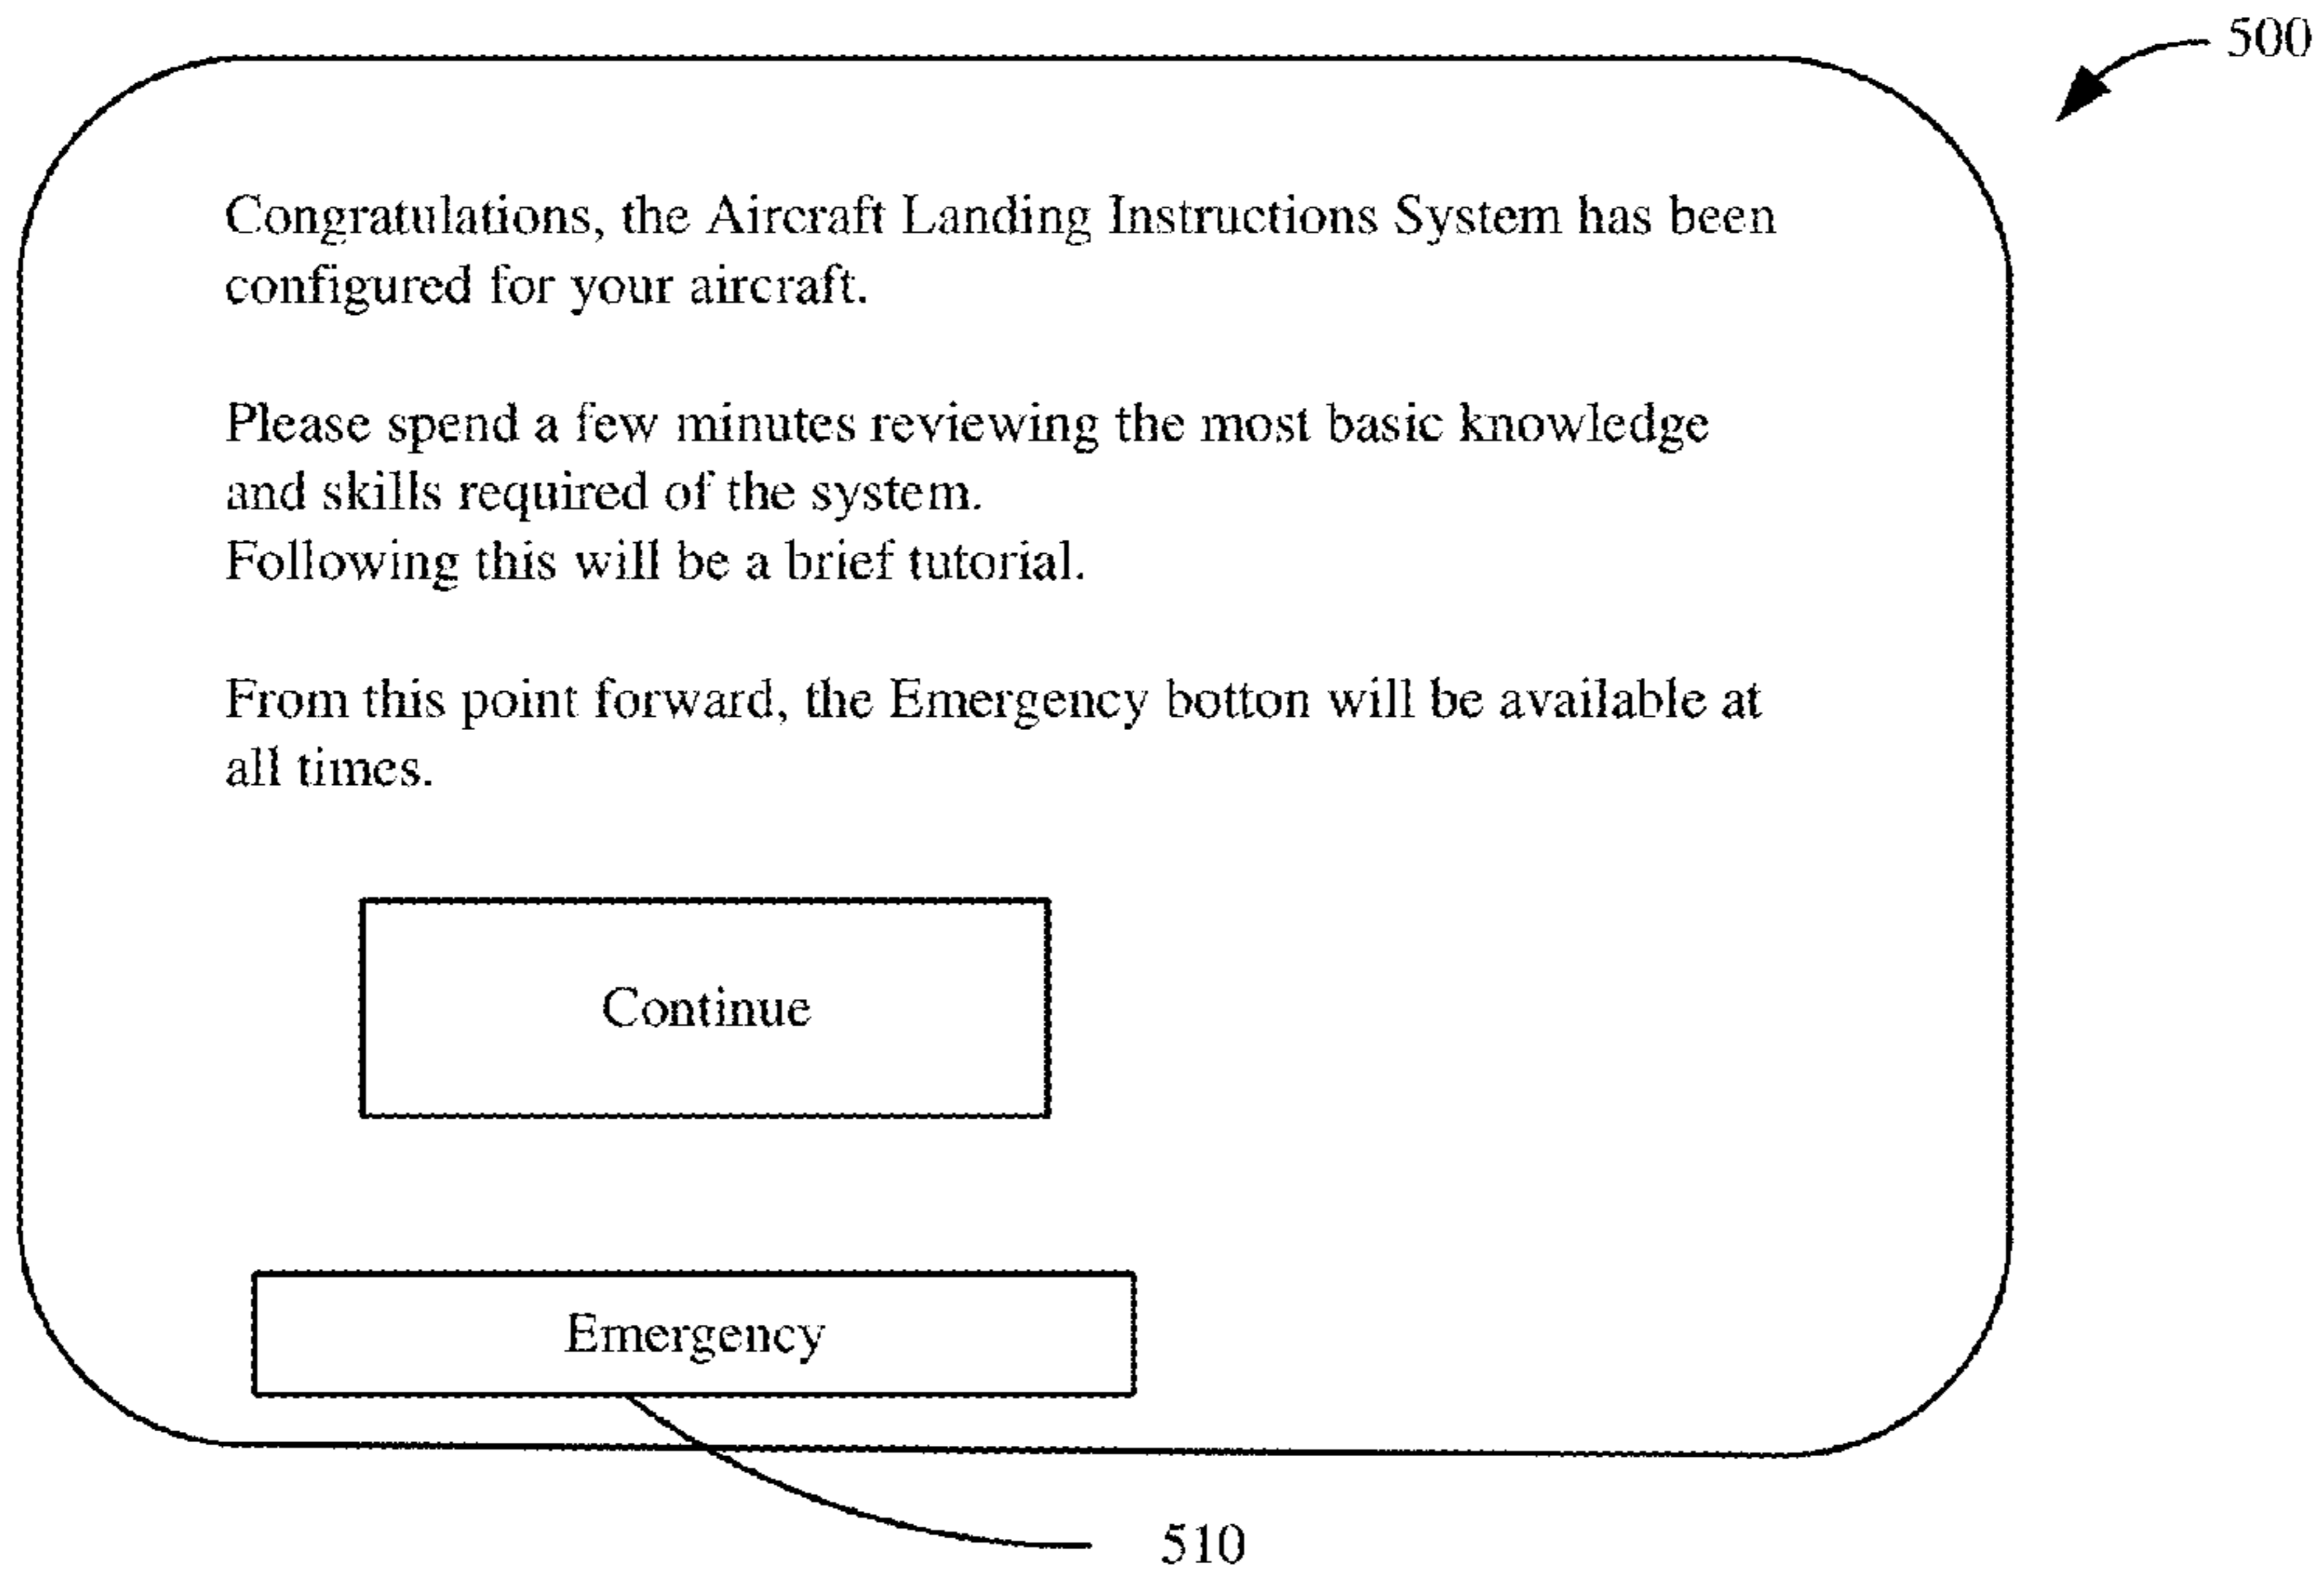 500
Congratulations, the Aircraft Landing Instructions System has been
configured for your aircraft.
Please spend a few minutes reviewing the most basic knowledge
and skills required of the system.
Following this will be a brief tutorial.
From this point forward, the Emergency botton will be available at
all times.
Continue
Emergency
510